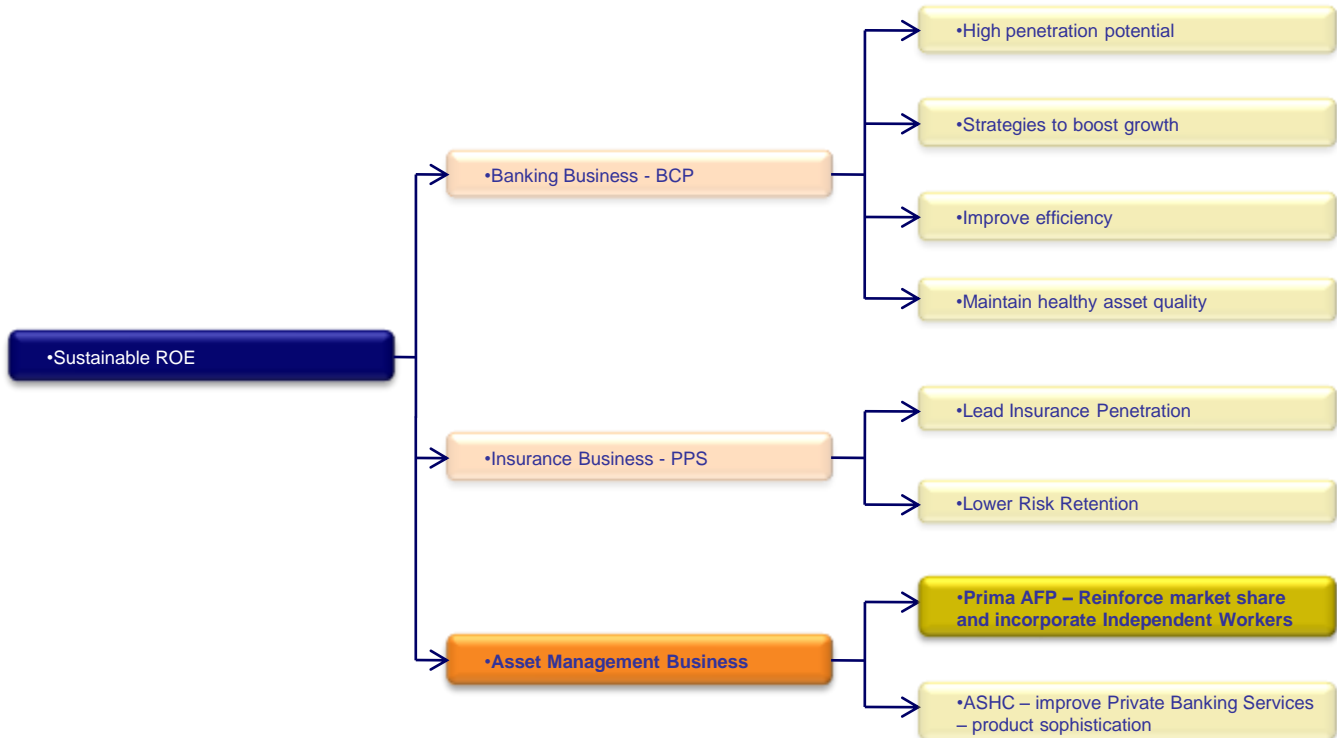 •Sustainable ROE
•Banking Business - BCP
•High penetration potential
•Strategies to boost growth
•Improve efficiency
•Maintain healthy asset quality
•Insurance Business - PPS
•Lead Insurance Penetration
•Lower Risk Retention
•Asset Management Business
•Prima AFP – Reinforce market share
and incorporate Independent Workers
•ASHC – improve Private Banking Services
– product sophistication